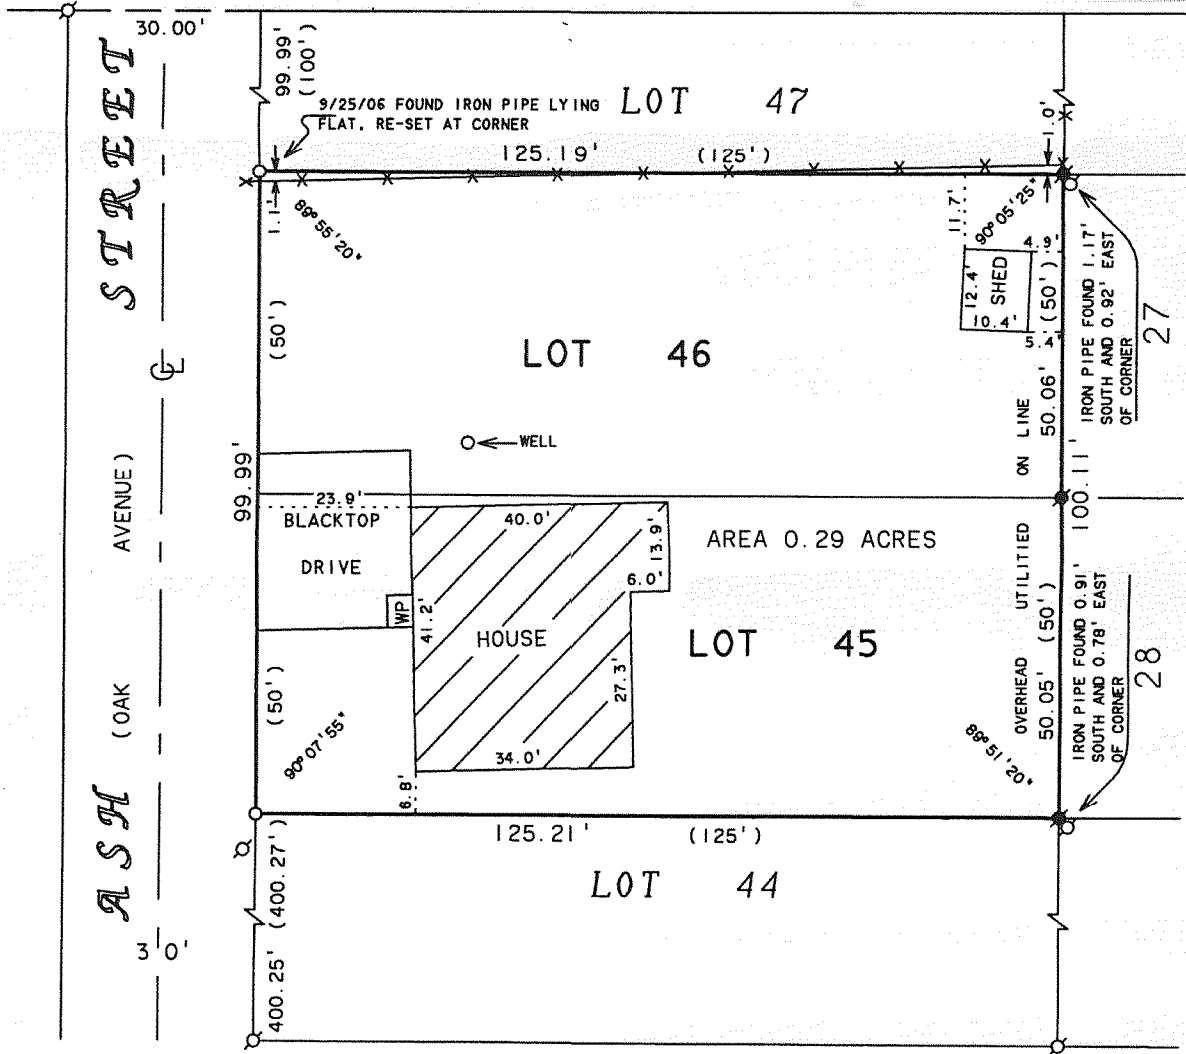 30.00'
99.99'
(100')
9/25/06 FOUND IRON PIPE LYING
FLAT, RE-SET AT CORNER
LOT 47
1.0'
125.19' (125')
1.1'
89°55'20"
11.7'
90°05'25"
4.9'
12.4'
SHED
10.4'
5.4'
(50')
(50')
IRON PIPE FOUND 1.17'
SOUTH AND 0.92' EAST
OF CORNER
27
LOT 46
ON LINE
50.06'
WELL
99.99'
100.11'
23.9'
BLACKTOP
DRIVE
WP
40.0'
13.9'
6.0'
41.2'
HOUSE
27.3'
34.0'
6.8'
AREA 0.29 ACRES
LOT 45
OVERHEAD UTILITIED
50.05' (50')
IRON PIPE FOUND 0.91'
SOUTH AND 0.78' EAST
OF CORNER
28
(50')
90°07'55"
89°51'20"
125.21' (125')
LOT 44
ASH STREET
(OAK AVENUE)
CL
30'
400.25' (400.27')